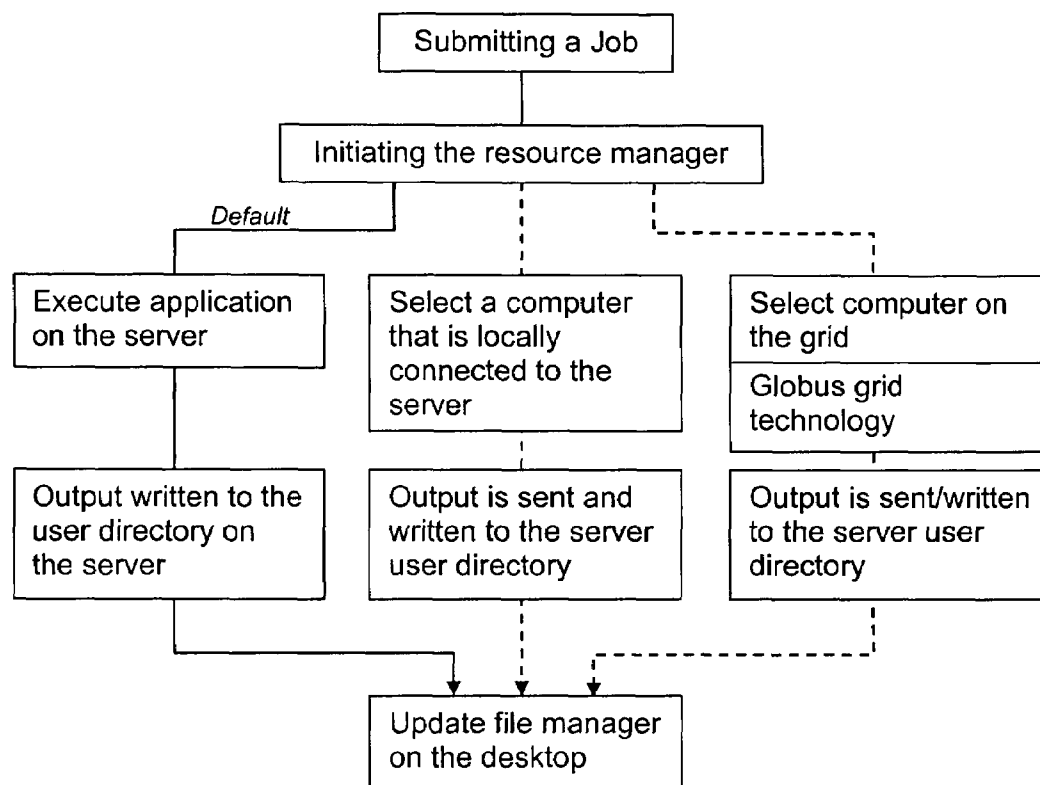 Submitting a Job
Initiating the resource manager
Default
Execute application
on the server
Select a computer
that is locally
connected to the
server
Select computer on
the grid
Globus grid
technology
Output written to the
user directory on
the server
Output is sent and
written to the server
user directory
Output is sent/written
to the server user
directory
Update file manager
on the desktop